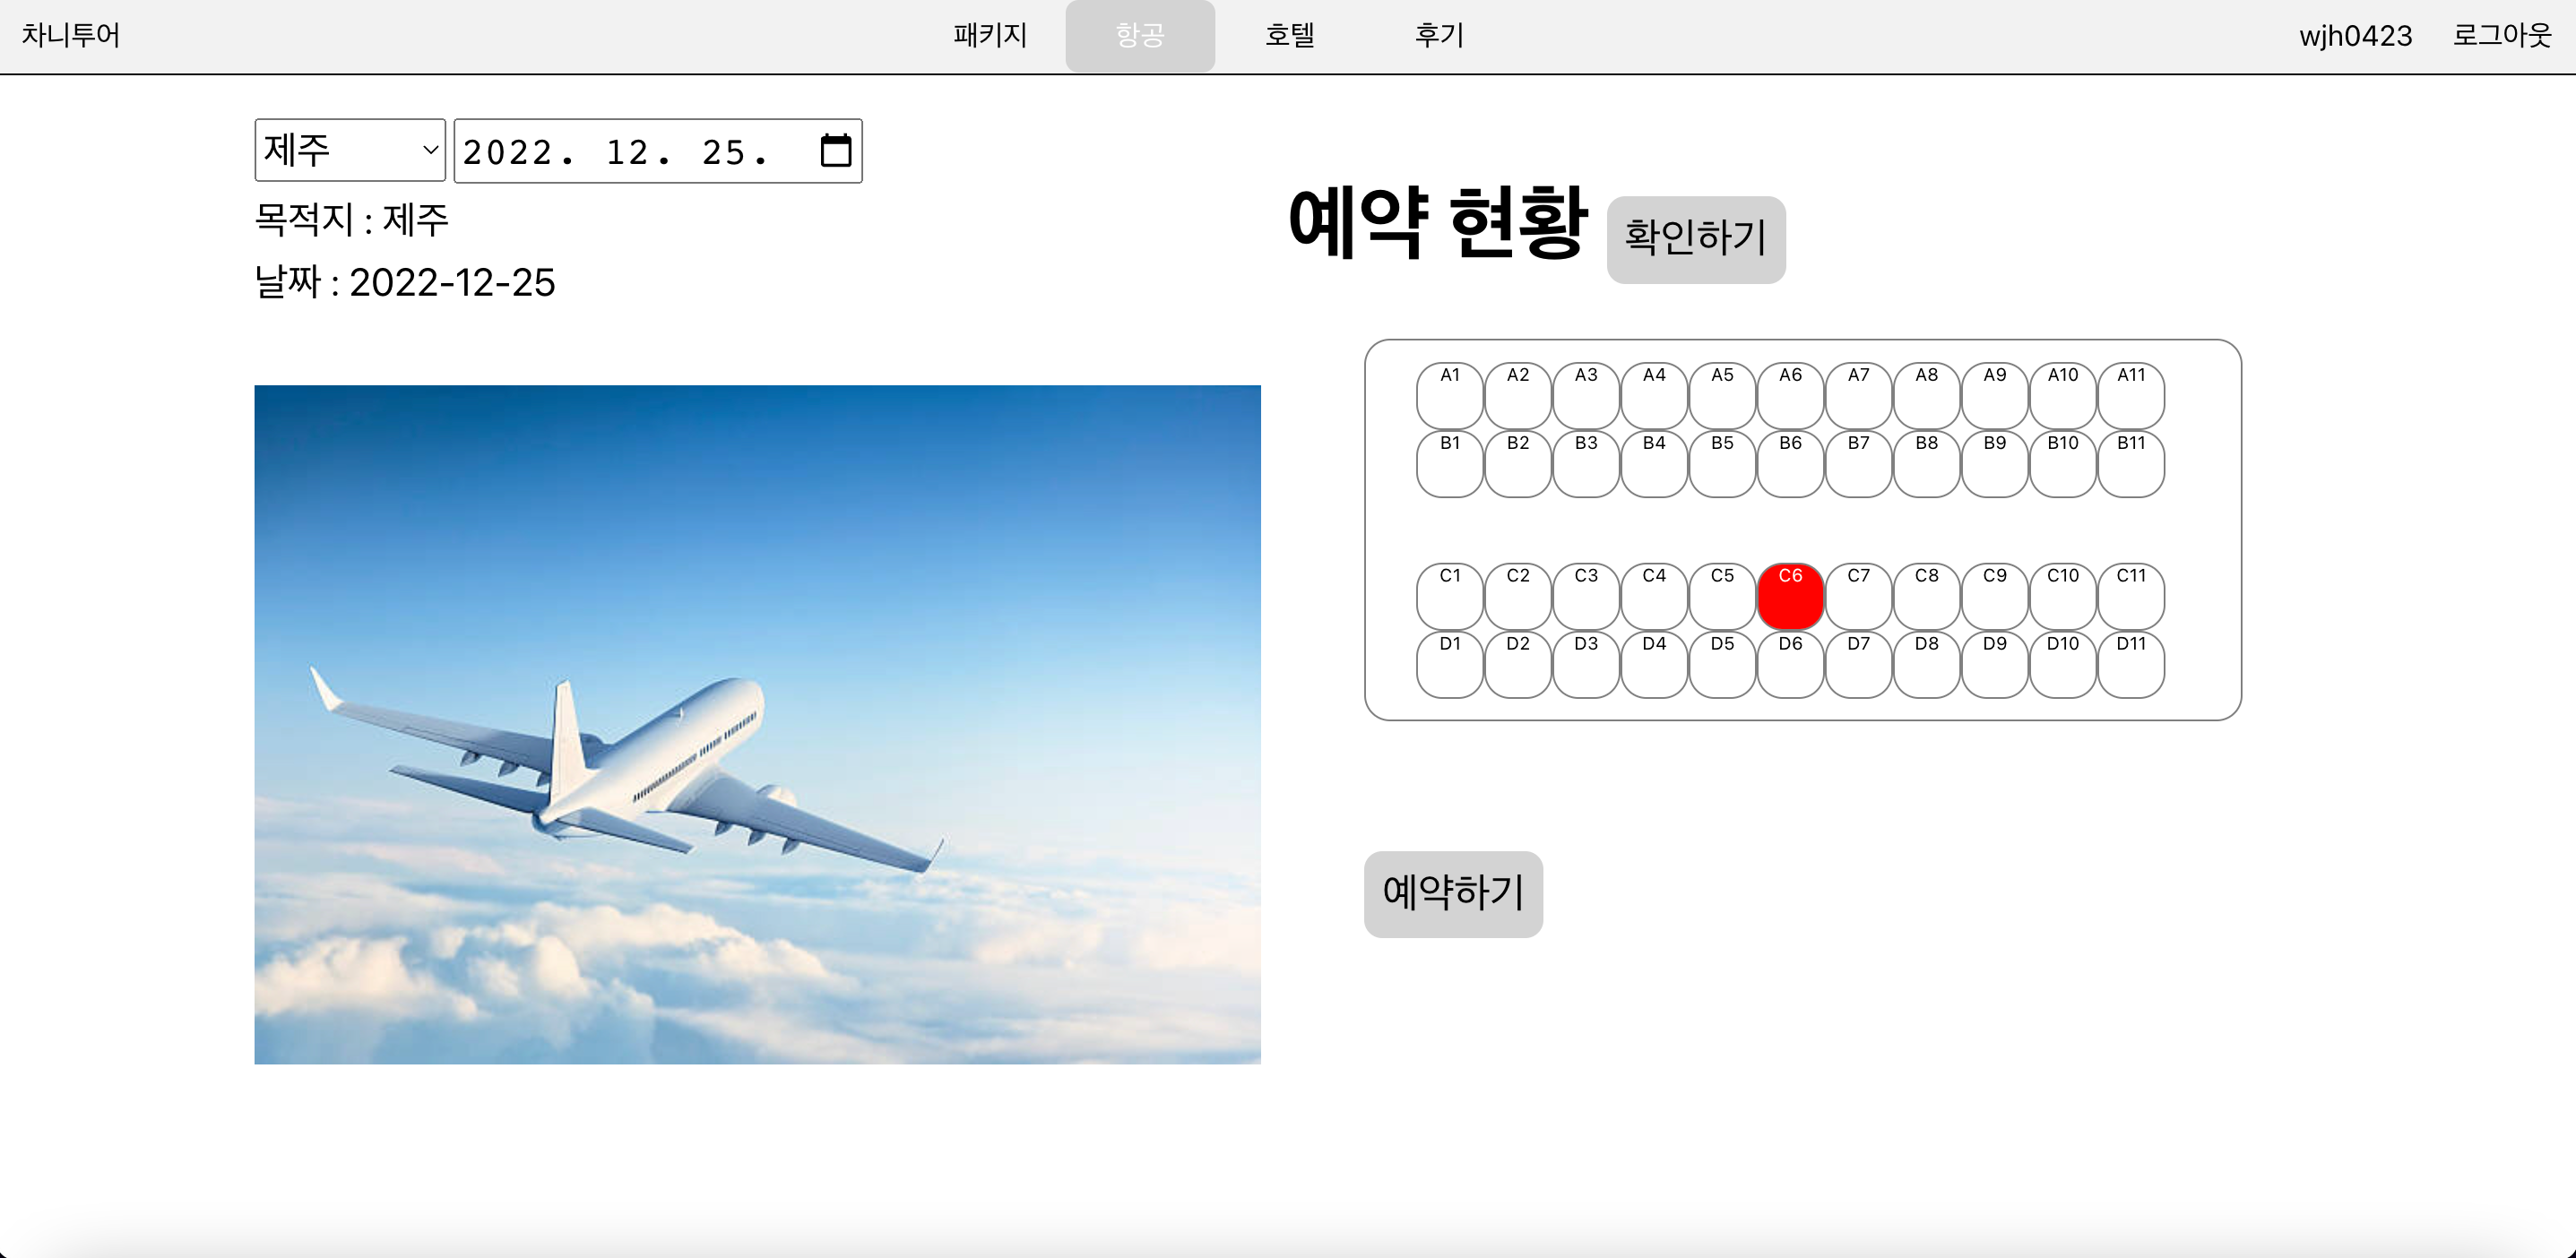 차니투어 패키지 항공 호텔 후기 wjh0423 로그아웃
제주 2022. 12. 25.
목적지 : 제주
날짜 : 2022-12-25
예약 현황 확인하기
A1 A2 A3 A4 A5 A6 A7 A8 A9 A10 A11
B1 B2 B3 B4 B5 B6 B7 B8 B9 B10 B11
C1 C2 C3 C4 C5 C6 C7 C8 C9 C10 C11
D1 D2 D3 D4 D5 D6 D7 D8 D9 D10 D11
예약하기